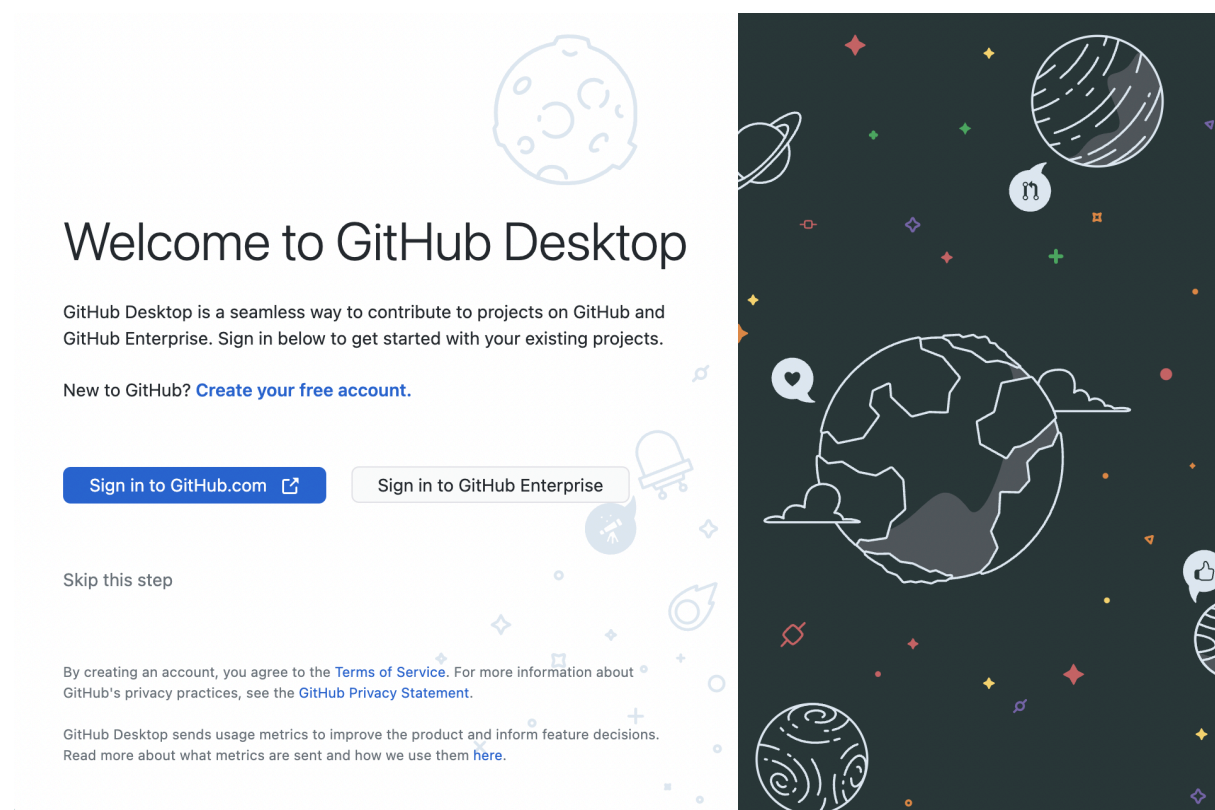 Welcome to GitHub Desktop
GitHub Desktop is a seamless way to contribute to projects on GitHub and
GitHub Enterprise. Sign in below to get started with your existing projects.
New to GitHub? Create your free account.
Sign in to GitHub.com
Sign in to GitHub Enterprise
Skip this step
By creating an account, you agree to the Terms of Service. For more information about
GitHub's privacy practices, see the GitHub Privacy Statement.
GitHub Desktop sends usage metrics to improve the product and inform feature decisions.
Read more about what metrics are sent and how we use them here.